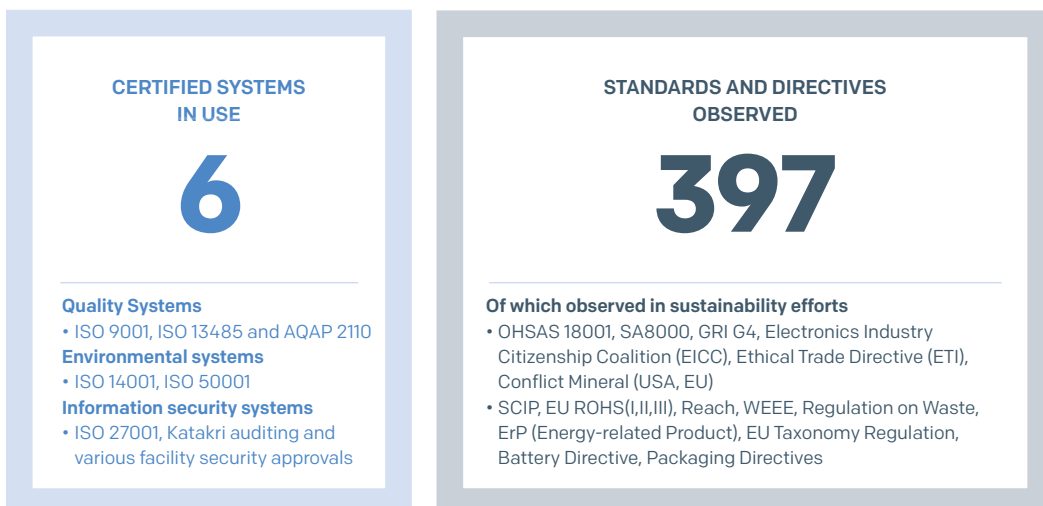 CERTIFIED SYSTEMS
IN USE
6
Quality Systems
• ISO 9001, ISO 13485 and AQAP 2110
Environmental systems
• ISO 14001, ISO 50001
Information security systems
• ISO 27001, Katakri auditing and
various facility security approvals
STANDARDS AND DIRECTIVES
OBSERVED
397
Of which observed in sustainability efforts
• OHSAS 18001, SA8000, GRI G4, Electronics Industry
Citizenship Coalition (EICC), Ethical Trade Directive (ETI),
Conflict Mineral (USA, EU)
• SCIP, EU ROHS(I,II,III), Reach, WEEE, Regulation on Waste,
ErP (Energy-related Product), EU Taxonomy Regulation,
Battery Directive, Packaging Directives